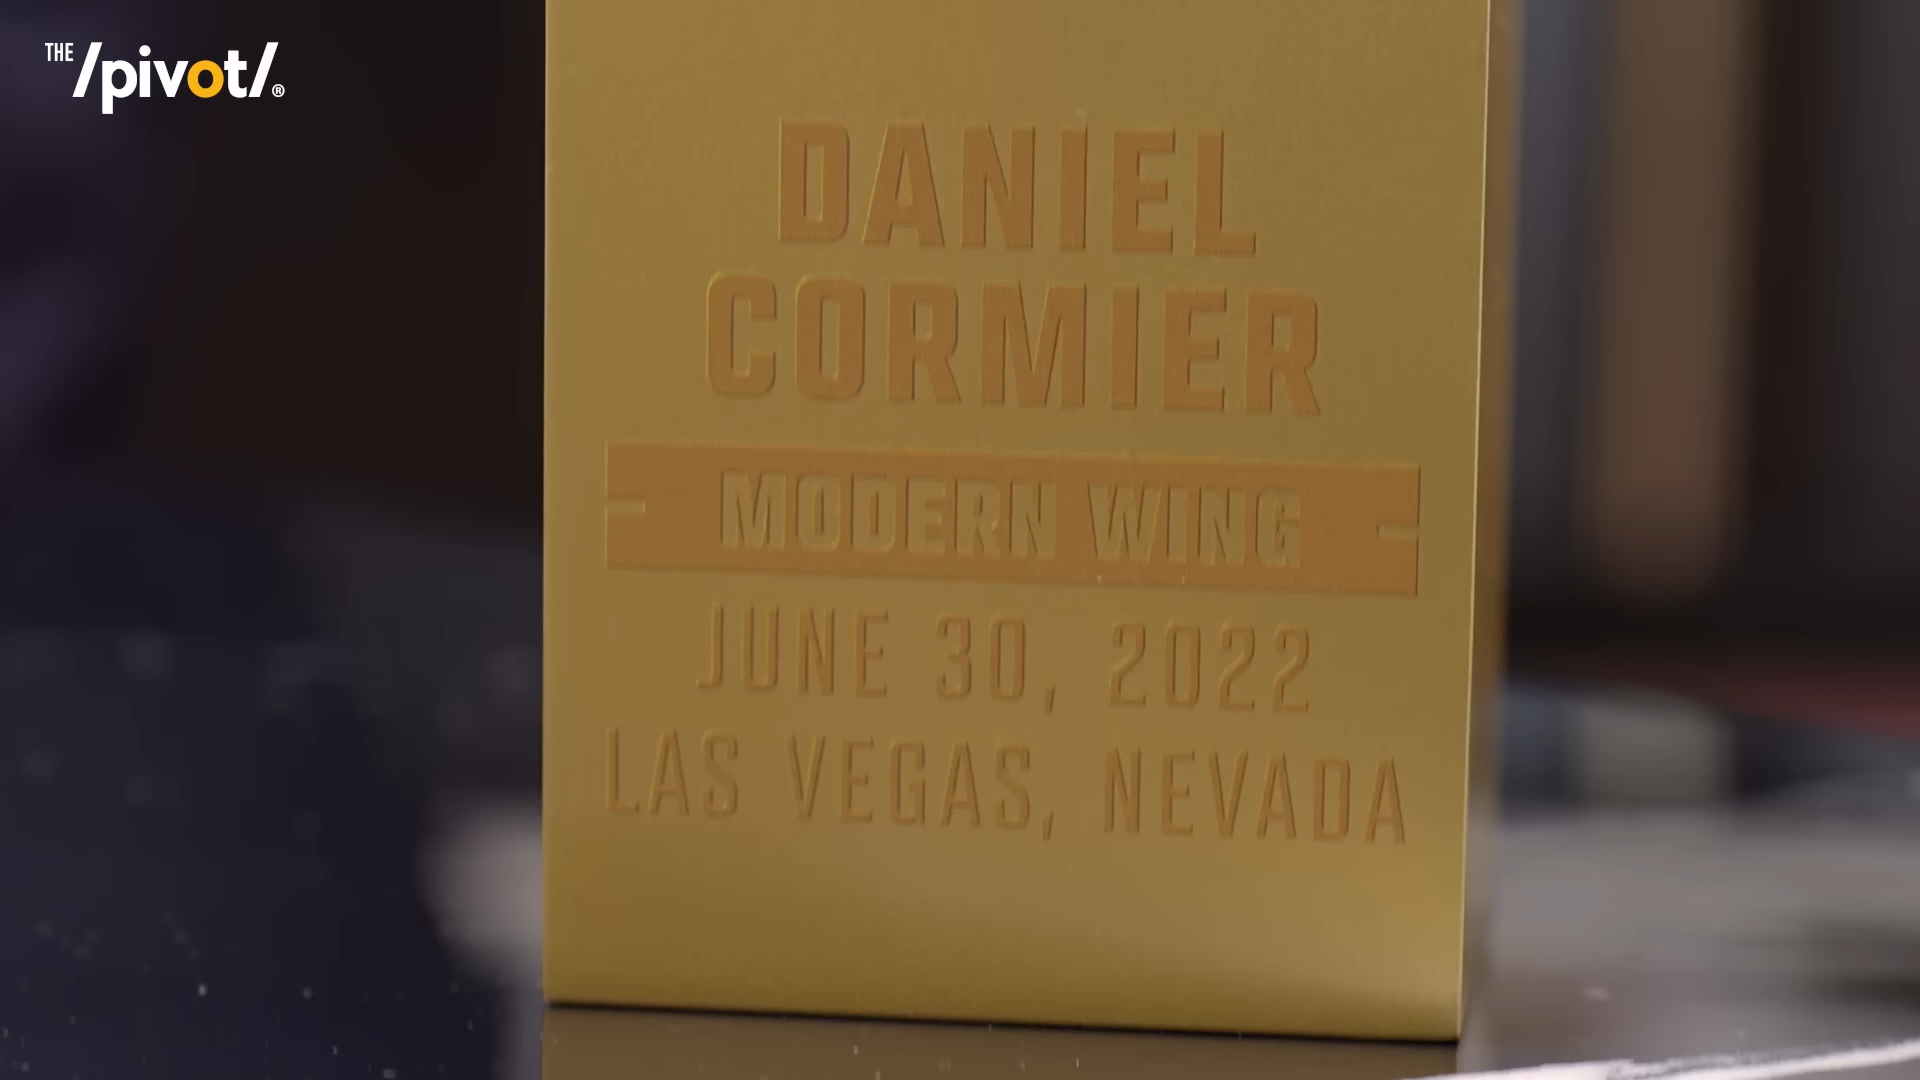 THE /pivot/®
DANIEL
CORMIER
MODERN WING
JUNE 30, 2022
LAS VEGAS, NEVADA